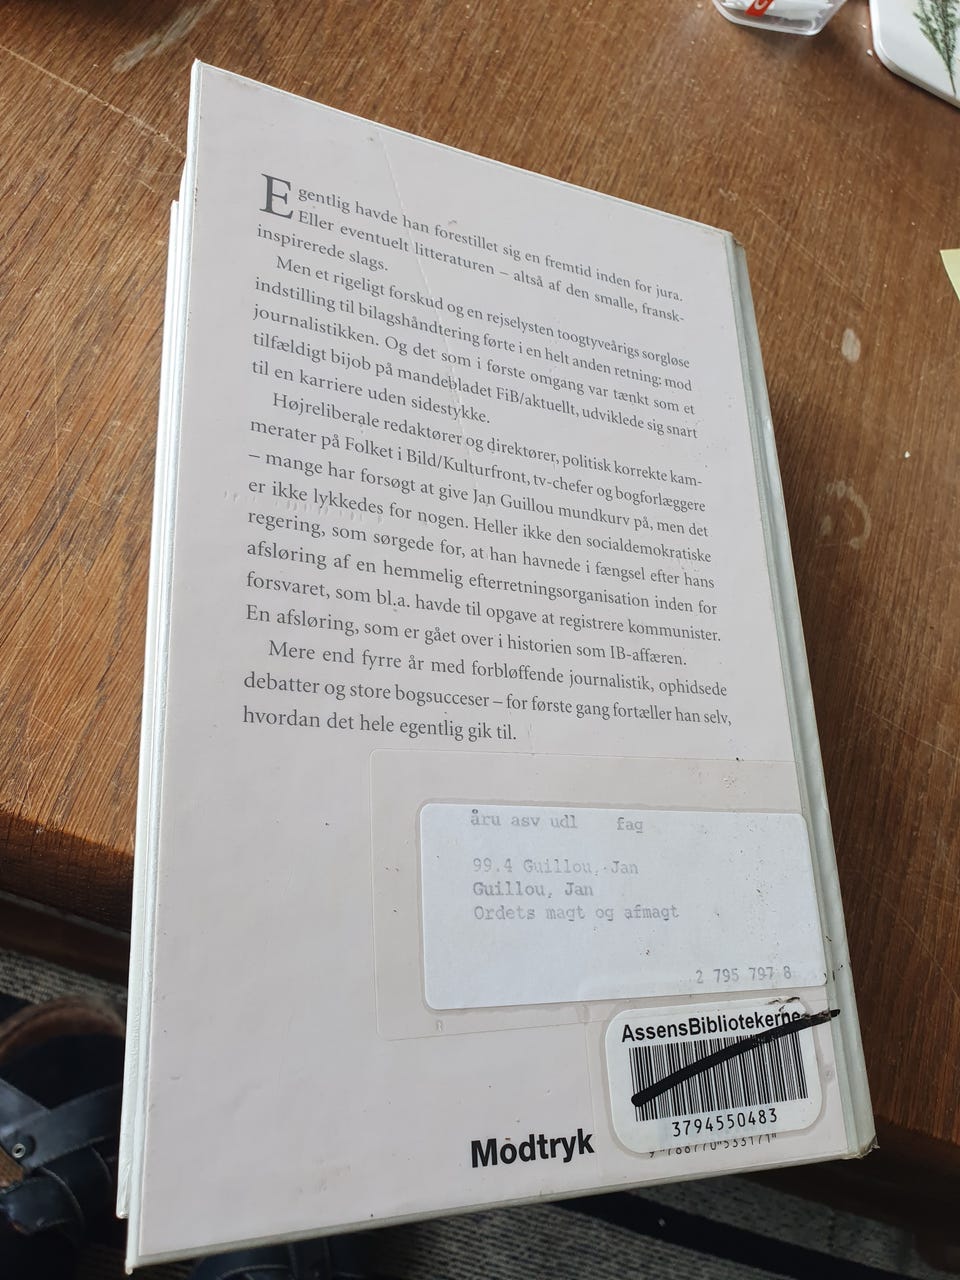 Egentlig havde han forestillet sig en fremtid inden for jura.
Eller eventuelt litteraturen – altså af den smalle, fransk-
inspirerede slags.
Men et rigeligt forskud og en rejselysten toogtyveårigs sorgløse
indstilling til bilagshåndtering førte i en helt anden retning: mod
journalistikken. Og det som i første omgang var tænkt som et
tilfældigt bijob på mandebladet FiB/aktuellt, udviklede sig snart
til en karriere uden sidestykke.
Højreliberale redaktører og direktører, politisk korrekte kam-
merater på Folket i Bild/Kulturfront, tv-chefer og bogforlæggere
– mange har forsøgt at give Jan Guillou mundkurv på, men det
er ikke lykkedes for nogen. Heller ikke den socialdemokratiske
regering, som sørgede for, at han havnede i fængsel efter hans
afsløring af en hemmelig efterretningsorganisation inden for
forsvaret, som bl.a. havde til opgave at registrere kommunister.
En afsløring, som er gået over i historien som IB-affæren.
Mere end fyrre år med forbløffende journalistik, ophidsede
debatter og store bogsucceser – for første gang fortæller han selv,
hvordan det hele egentlig gik til.
åru asv udl fag
99.4 Guillou, Jan
Guillou, Jan
Ordets magt og afmagt
2 795 797 8
AssensBibliotekerne
3794550483
9 788770 533171
Modtryk